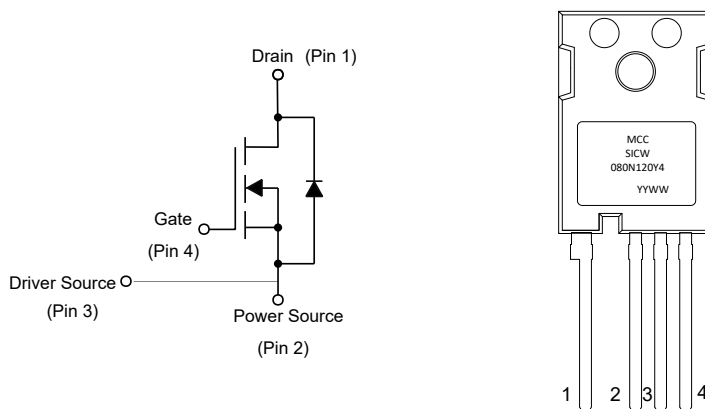 Drain (Pin 1)
Gate
(Pin 4)
Driver Source
(Pin 3)
Power Source
(Pin 2)
MCC
SICW
080N120Y4
YYWW
1 2 3 4